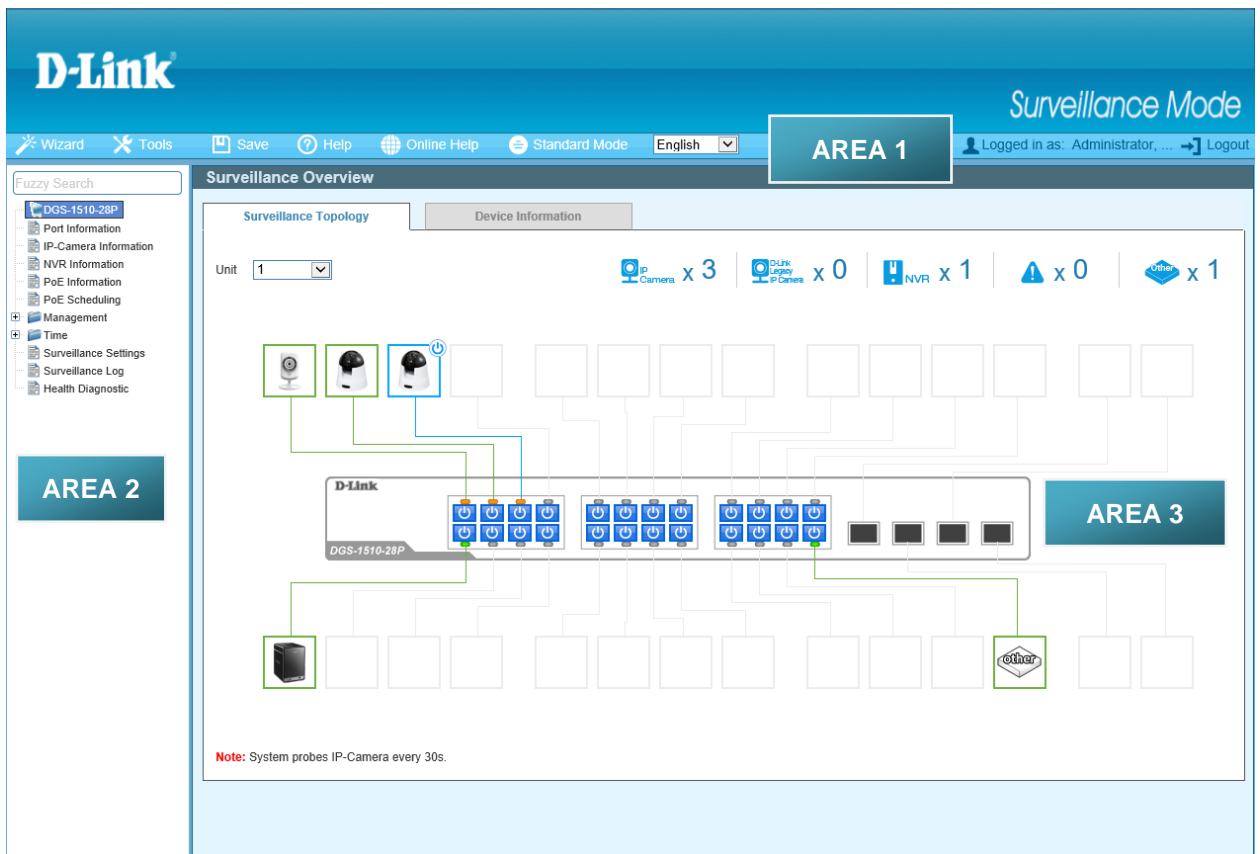 D-Link
Surveillance Mode
Wizard Tools Save Help Online Help Standard Mode English AREA 1 Logged in as: Administrator, ... Logout
Fuzzy Search
DGS-1510-28P
Port Information
IP-Camera Information
NVR Information
PoE Information
PoE Scheduling
Management
Time
Surveillance Settings
Surveillance Log
Health Diagnostic
AREA 2
Surveillance Overview
Surveillance Topology Device Information
Unit 1
IP Camera x 3
D-Link Legacy IP Camera x 0
NVR x 1
x 0
Other x 1
D-Link
DGS-1510-28P
AREA 3
other
Note: System probes IP-Camera every 30s.